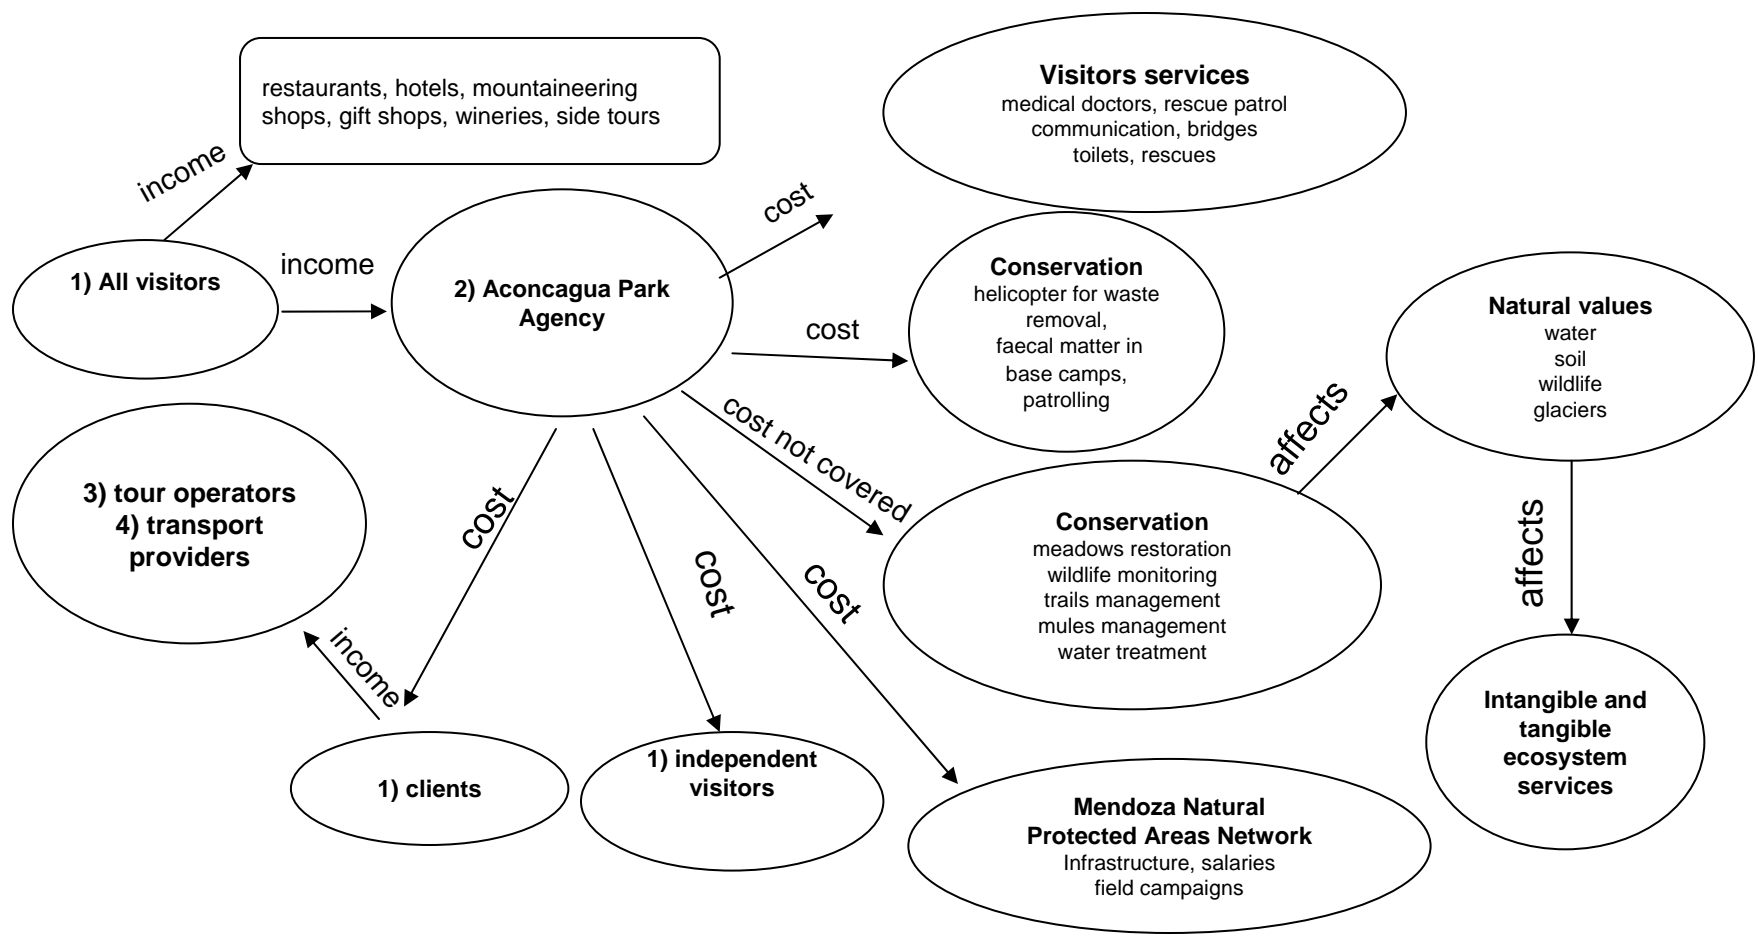 restaurants, hotels, mountaineering
shops, gift shops, wineries, side tours
Visitors services
medical doctors, rescue patrol
communication, bridges
toilets, rescues
income
cost
1) All visitors
income
2) Aconcagua Park
Agency
Conservation
helicopter for waste
removal,
faecal matter in
base camps,
patrolling
cost
Natural values
water
soil
wildlife
glaciers
affects
cost not covered
3) tour operators
4) transport
providers
cost
cost
cost
Conservation
meadows restoration
wildlife monitoring
trails management
mules management
water treatment
affects
income
Intangible and
tangible
ecosystem
services
1) clients
1) independent
visitors
Mendoza Natural
Protected Areas Network
Infrastructure, salaries
field campaigns